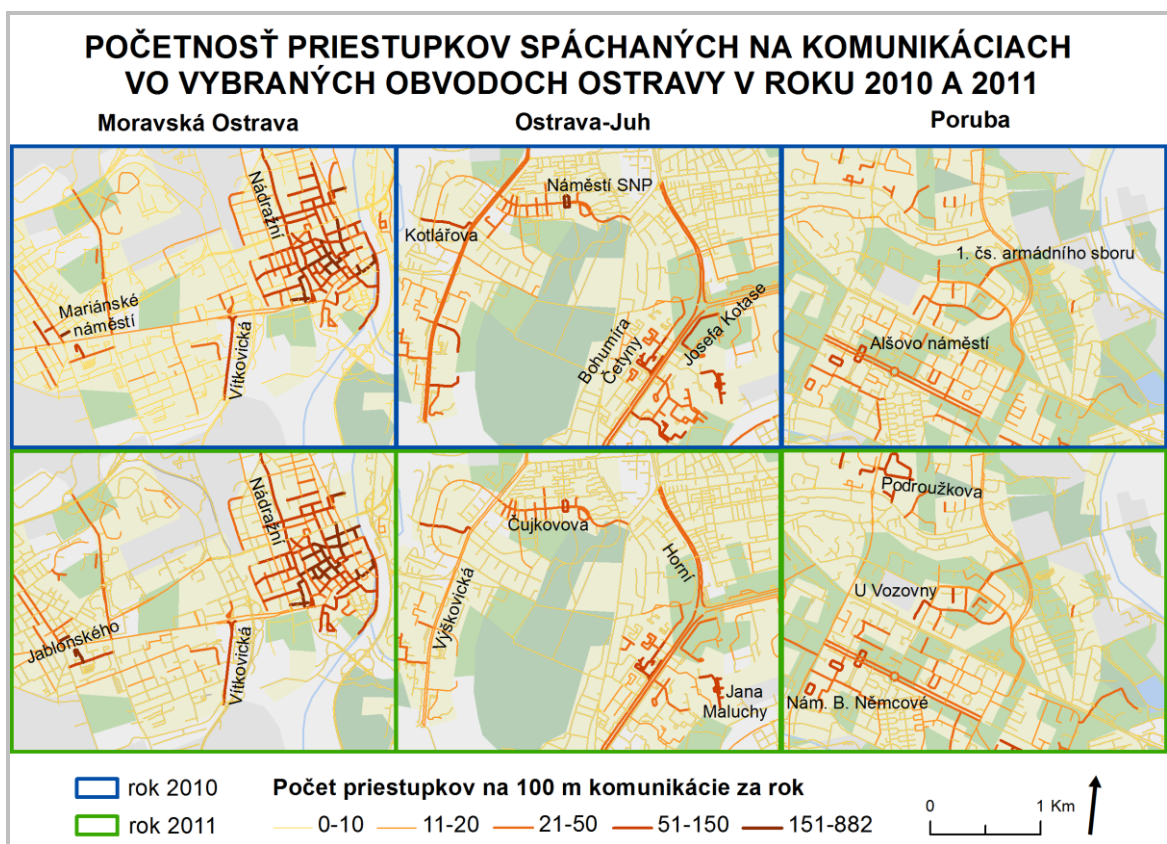 POČETNOSŤ PRIESTUPKOV SPÁCHANÝCH NA KOMUNIKÁCIACH
VO VYBRANÝCH OBVODOCH OSTRAVY V ROKU 2010 A 2011
Moravská Ostrava
Ostrava-Juh
Poruba
Nádražní
Mariánské
náměstí
Vítkovická
Náměstí SNP
Kotlářova
Bohumíra
Četyny
Josefa Kotase
1. čs. armádního sboru
Alšovo náměstí
Nádražní
Jablonského
Vítkovická
Čujkovova
Výškovická
Horní
Jana
Maluchy
Podroužkova
U Vozovny
Nám. B. Němcové
rok 2010
rok 2011
Počet priestupkov na 100 m komunikácie za rok
0-10
11-20
21-50
51-150
151-882
0
1 Km